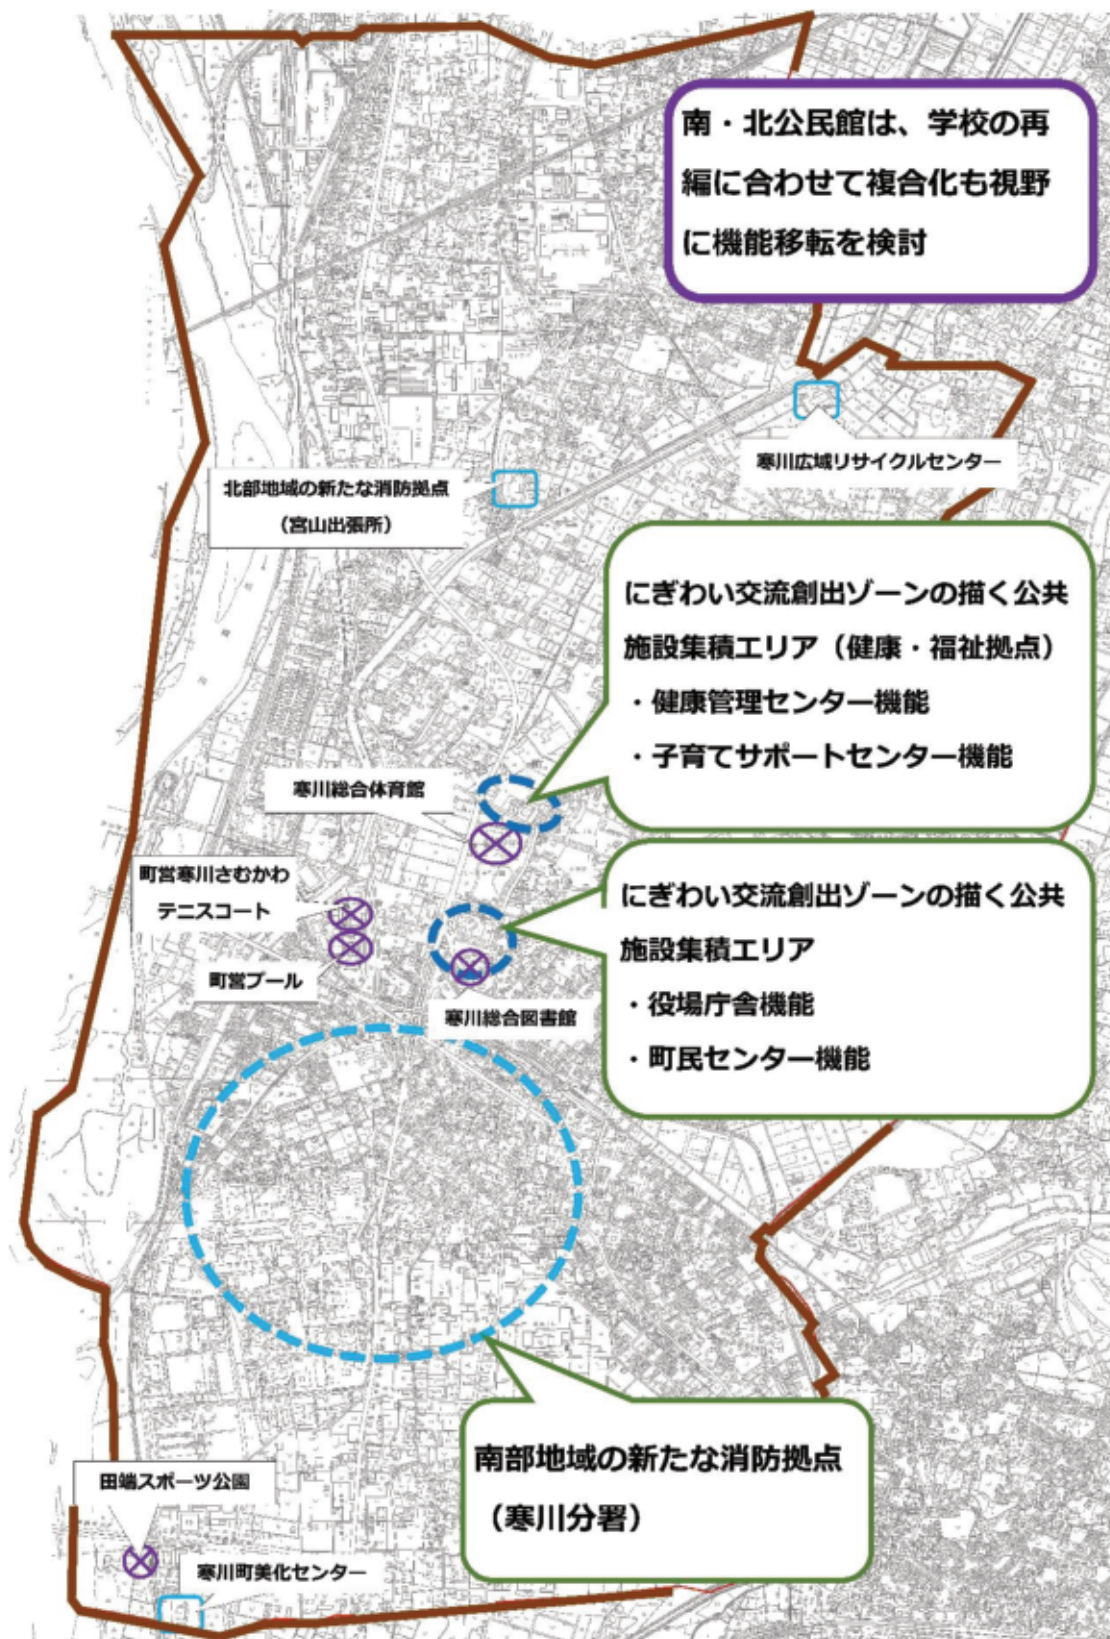 南・北公民館は、学校の再
編に合わせて複合化も視野
に機能移転を検討
寒川広域リサイクルセンター
北部地域の新たな消防拠点
（宮山出張所）
にぎわい交流創出ゾーンの描く公共
施設集積エリア（健康・福祉拠点）
・健康管理センター機能
・子育てサポートセンター機能
寒川総合体育館
町営寒川さむかわ
テニスコート
町営プール
にぎわい交流創出ゾーンの描く公共
施設集積エリア
・役場庁舎機能
・町民センター機能
寒川総合図書館
南部地域の新たな消防拠点
（寒川分署）
田端スポーツ公園
寒川町美化センター